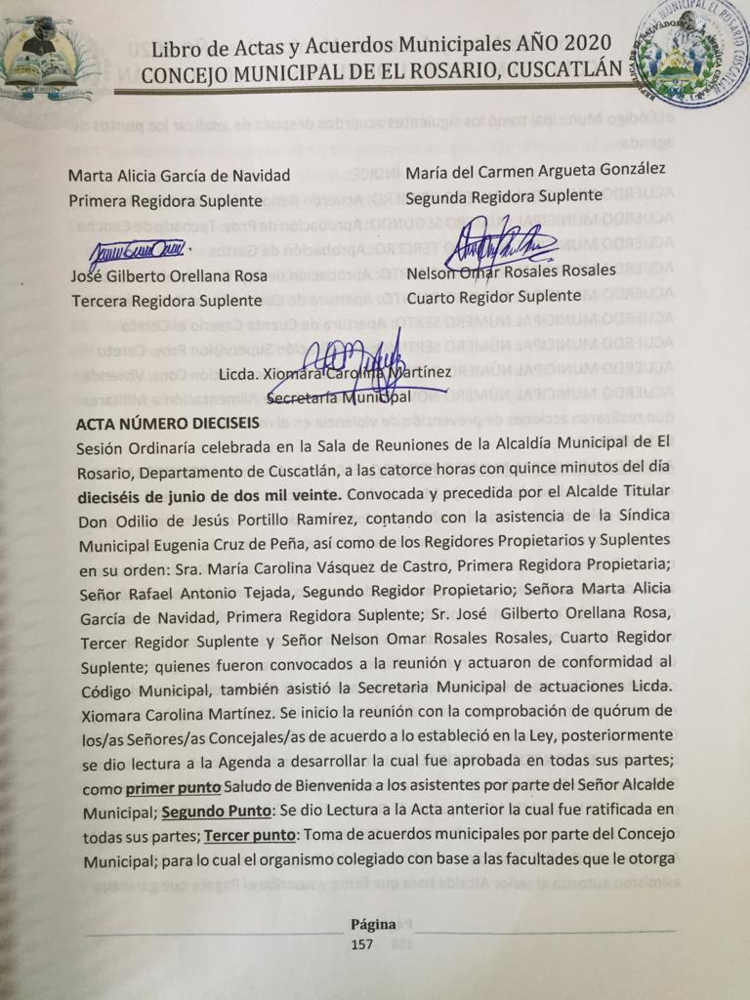 Libro de Actas y Acuerdos Municipales AÑO 2020
CONCEJO MUNICIPAL DE EL ROSARIO, CUSCATLÁN
Marta Alicia García de Navidad
Primera Regidora Suplente
María del Carmen Argueta González
Segunda Regidora Suplente
José Gilberto Orellana Rosa
Tercera Regidora Suplente
Nelson Omar Rosales Rosales
Cuarto Regidor Suplente
Licda. Xiomara Carolina Martínez
Secretaria Municipal
ACTA NÚMERO DIECISEIS
Sesión Ordinaría celebrada en la Sala de Reuniones de la Alcaldía Municipal de El
Rosario, Departamento de Cuscatlán, a las catorce horas con quince minutos del día
dieciséis de junio de dos mil veinte. Convocada y precedida por el Alcalde Titular
Don Odilio de Jesús Portillo Ramírez, contando con la asistencia de la Síndica
Municipal Eugenia Cruz de Peña, así como de los Regidores Propietarios y Suplentes
en su orden: Sra. María Carolina Vásquez de Castro, Primera Regidora Propietaria;
Señor Rafael Antonio Tejada, Segundo Regidor Propietario; Señora Marta Alicia
García de Navidad, Primera Regidora Suplente; Sr. José Gilberto Orellana Rosa,
Tercer Regidor Suplente y Señor Nelson Omar Rosales Rosales, Cuarto Regidor
Suplente; quienes fueron convocados a la reunión y actuaron de conformidad al
Código Municipal, también asistió la Secretaria Municipal de actuaciones Licda.
Xiomara Carolina Martínez. Se inicio la reunión con la comprobación de quórum de
los/as Señores/as Concejales/as de acuerdo a lo estableció en la Ley, posteriormente
se dio lectura a la Agenda a desarrollar la cual fue aprobada en todas sus partes;
como primer punto Saludo de Bienvenida a los asistentes por parte del Señor Alcalde
Municipal; Segundo Punto: Se dio Lectura a la Acta anterior la cual fue ratificada en
todas sus partes; Tercer punto: Toma de acuerdos municipales por parte del Concejo
Municipal; para lo cual el organismo colegiado con base a las facultades que le otorga
Página
157